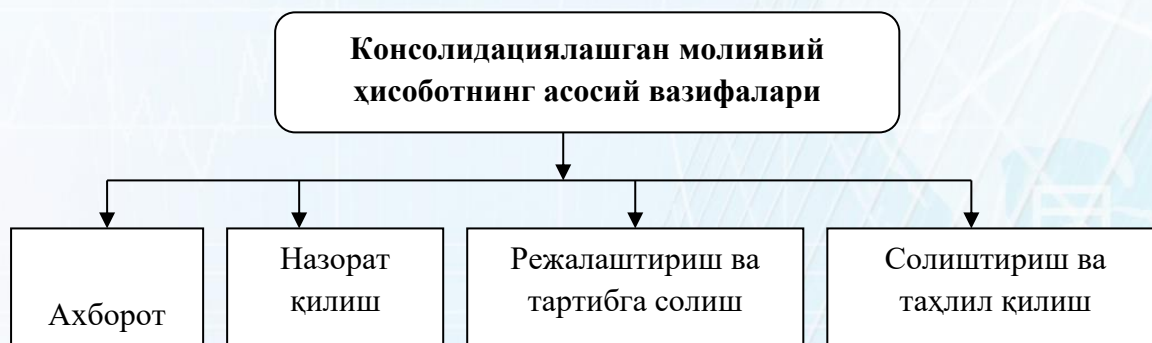 Консолидациялашган молиявий
ҳисоботнинг асосий вазифалари
Ахборот
Назорат
қилиш
Режалаштириш ва
тартибга солиш
Солиштириш ва
таҳлил қилиш